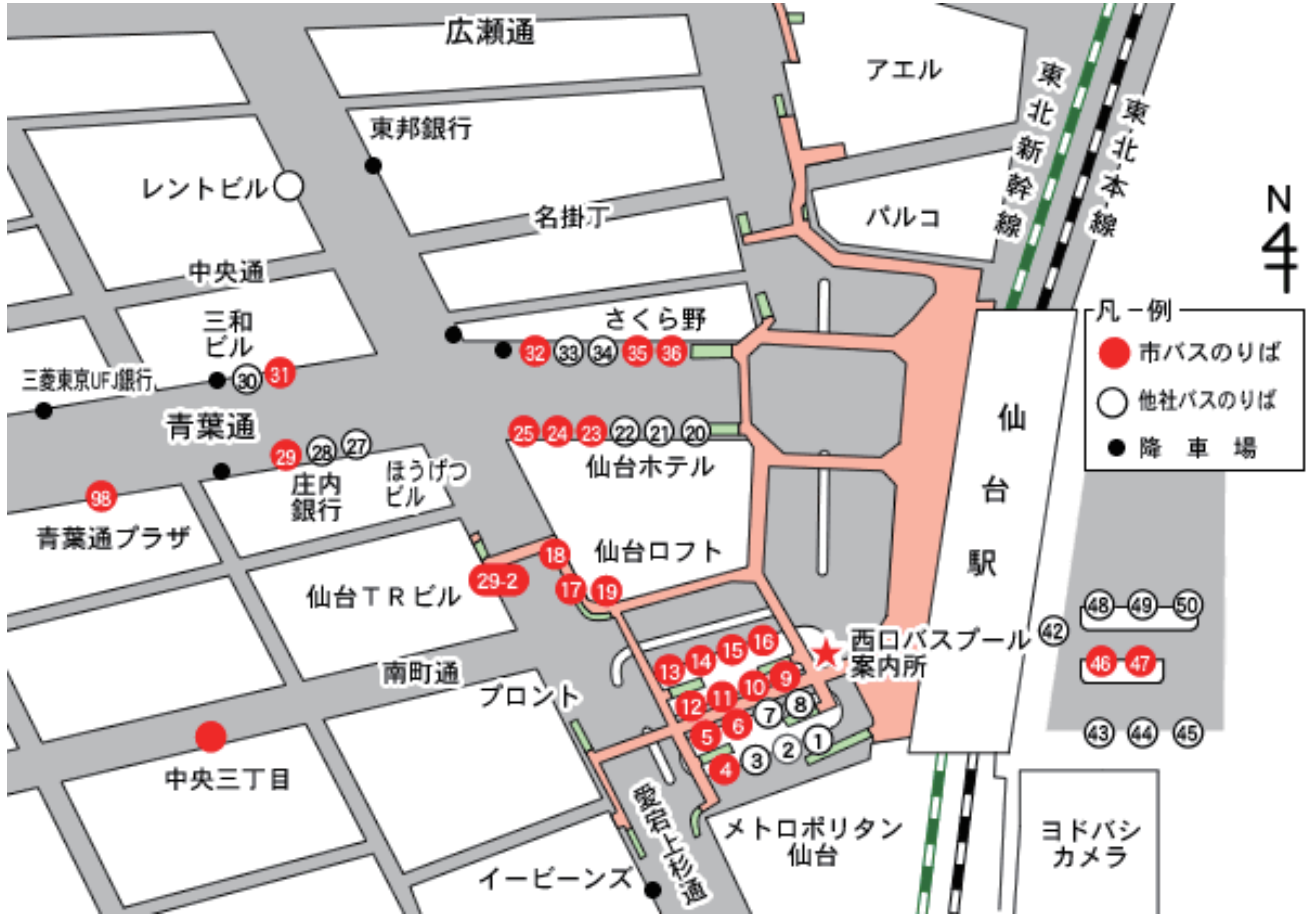 広瀬通
アエル
東北新幹線
東北本線
東邦銀行
レントビル
名掛丁
パルコ
N
中央通
凡－例
市バスのりば
他社バスのりば
降車場
三和
ビル
さくら野
32
33
34
35
36
三菱東京UFJ銀行
30
31
青葉通
25
24
23
22
21
20
仙台ホテル
29
28
27
庄内
銀行
ほうげつ
ビル
98
青葉通プラザ
仙台駅
仙台ロフト
18
17
19
29-2
仙台TRビル
西口バスプール
案内所
42
48
49
50
46
47
43
44
45
13
14
15
16
12
11
10
9
5
6
7
8
4
3
2
1
南町通
ブロント
中央三丁目
愛宕上杉通
メトロポリタン
仙台
ヨドバシ
カメラ
イービーンズ